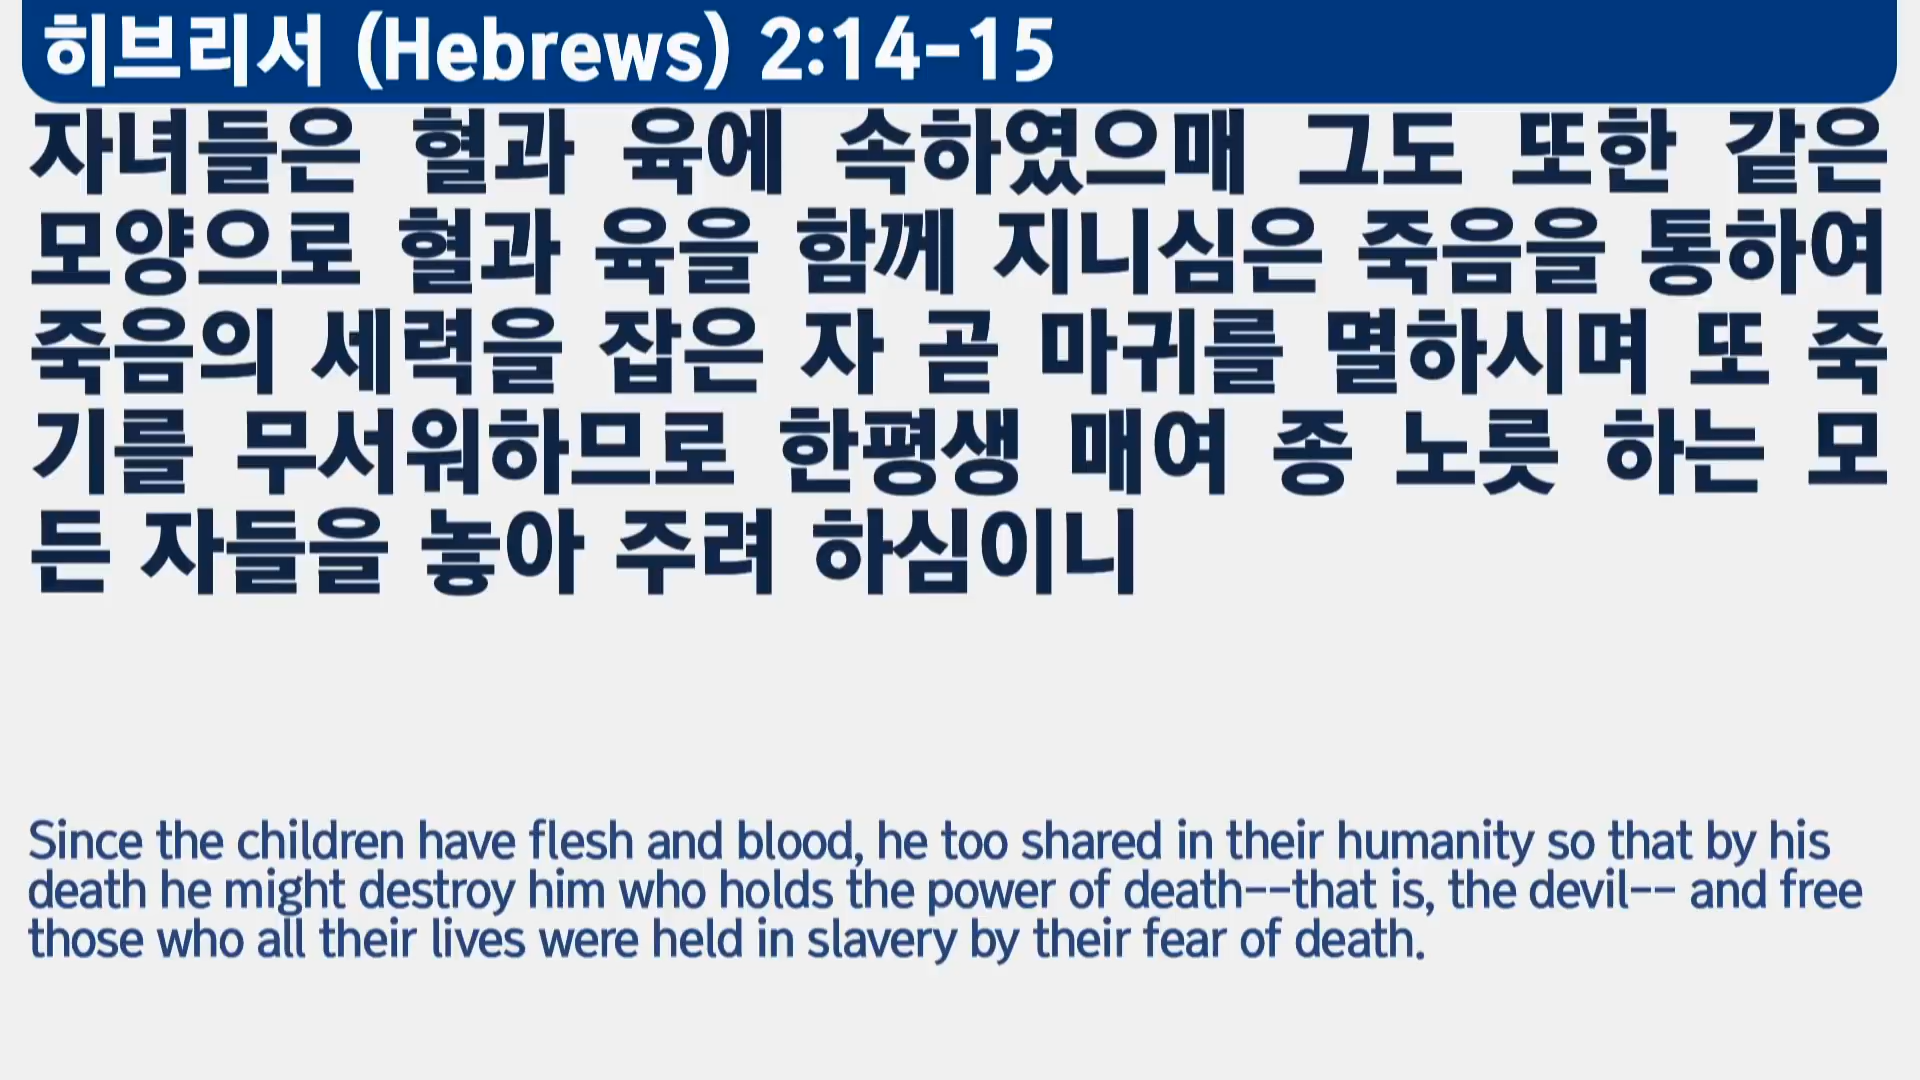 히브리서 (Hebrews) 2:14-15
자녀들은 혈과 육에 속하였으매 그도 또한 같은
모양으로 혈과 육을 함께 지니심은 죽음을 통하여
죽음의 세력을 잡은 자 곧 마귀를 멸하시며 또 죽
기를 무서워하므로 한평생 매여 종 노릇 하는 모
든 자들을 놓아 주려 하심이니
Since the children have flesh and blood, he too shared in their humanity so that by his
death he might destroy him who holds the power of death--that is, the devil-- and free
those who all their lives were held in slavery by their fear of death.